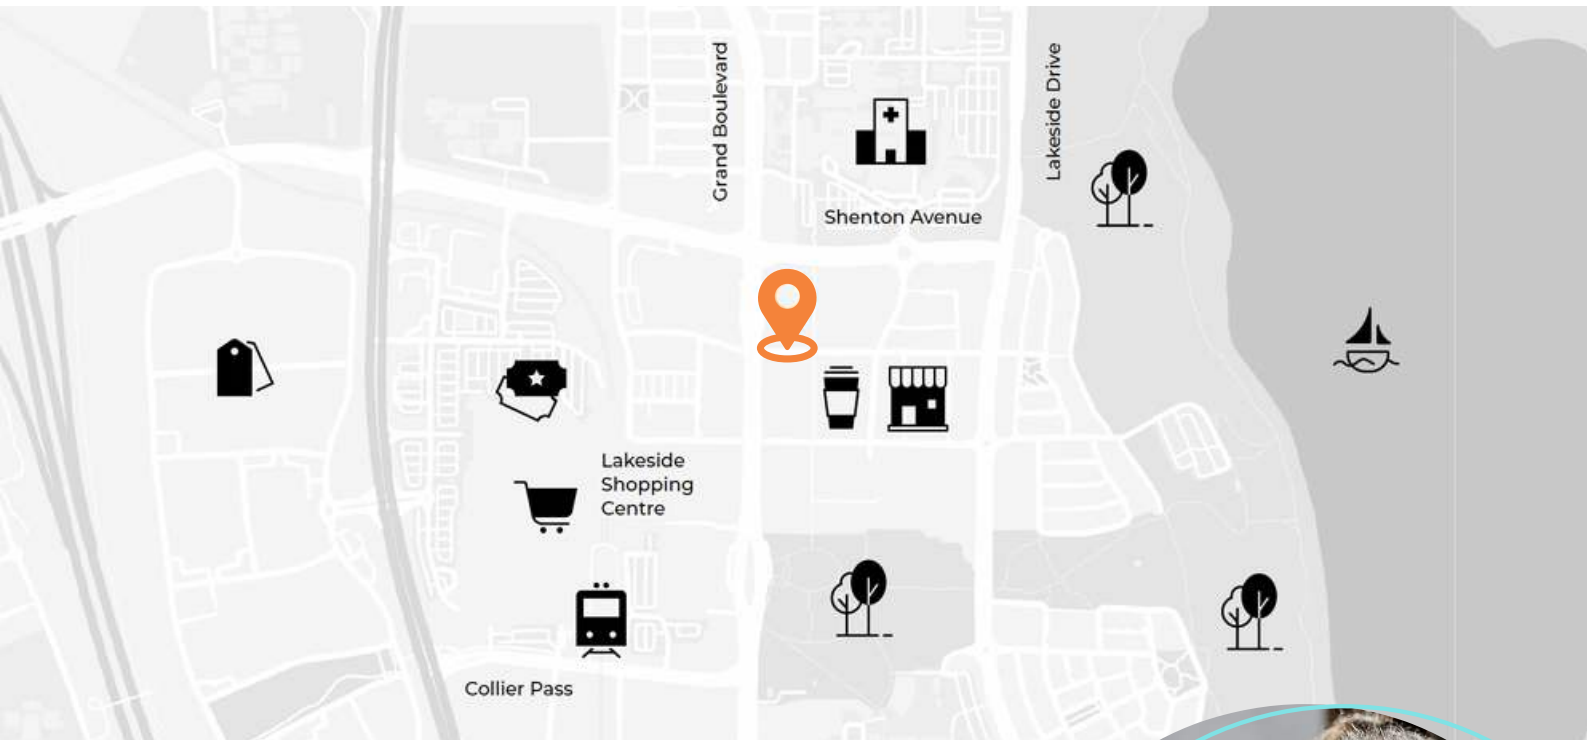 Grand Boulevard
Lakeside Drive
Shenton Avenue
Lakeside
Shopping
Centre
Collier Pass